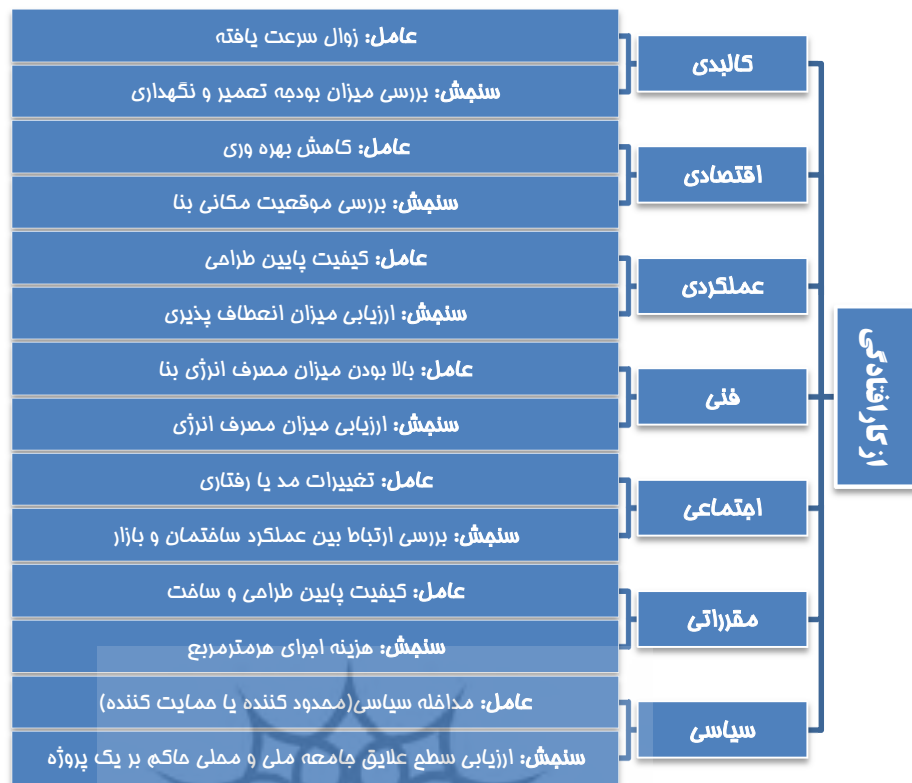 از کار افتادگی
کالبدی
عامل: زوال سرعت یافته
سنجش: بررسی میزان بودجه تعمیر و نگهداری
اقتصادی
عامل: کاهش بهره وری
سنجش: بررسی موقعیت مکانی بنا
عملکردی
عامل: کیفیت پایین طراحی
سنجش: ارزیابی میزان انعطاف پذیری
فنی
عامل: بالا بودن میزان مصرف انرژی بنا
سنجش: ارزیابی میزان مصرف انرژی
اجتماعی
عامل: تغییرات مد یا رفتاری
سنجش: بررسی ارتباط بین عملکرد ساختمان و بازار
مقرراتی
عامل: کیفیت پایین طراحی و ساخت
سنجش: هزینه اجرای هرمترمربع
سیاسی
عامل: مداخله سیاسی(محدود کننده یا حمایت کننده)
سنجش: ارزیابی سطح علایق جامعه ملی و محلی حاکم بر یک پروژه